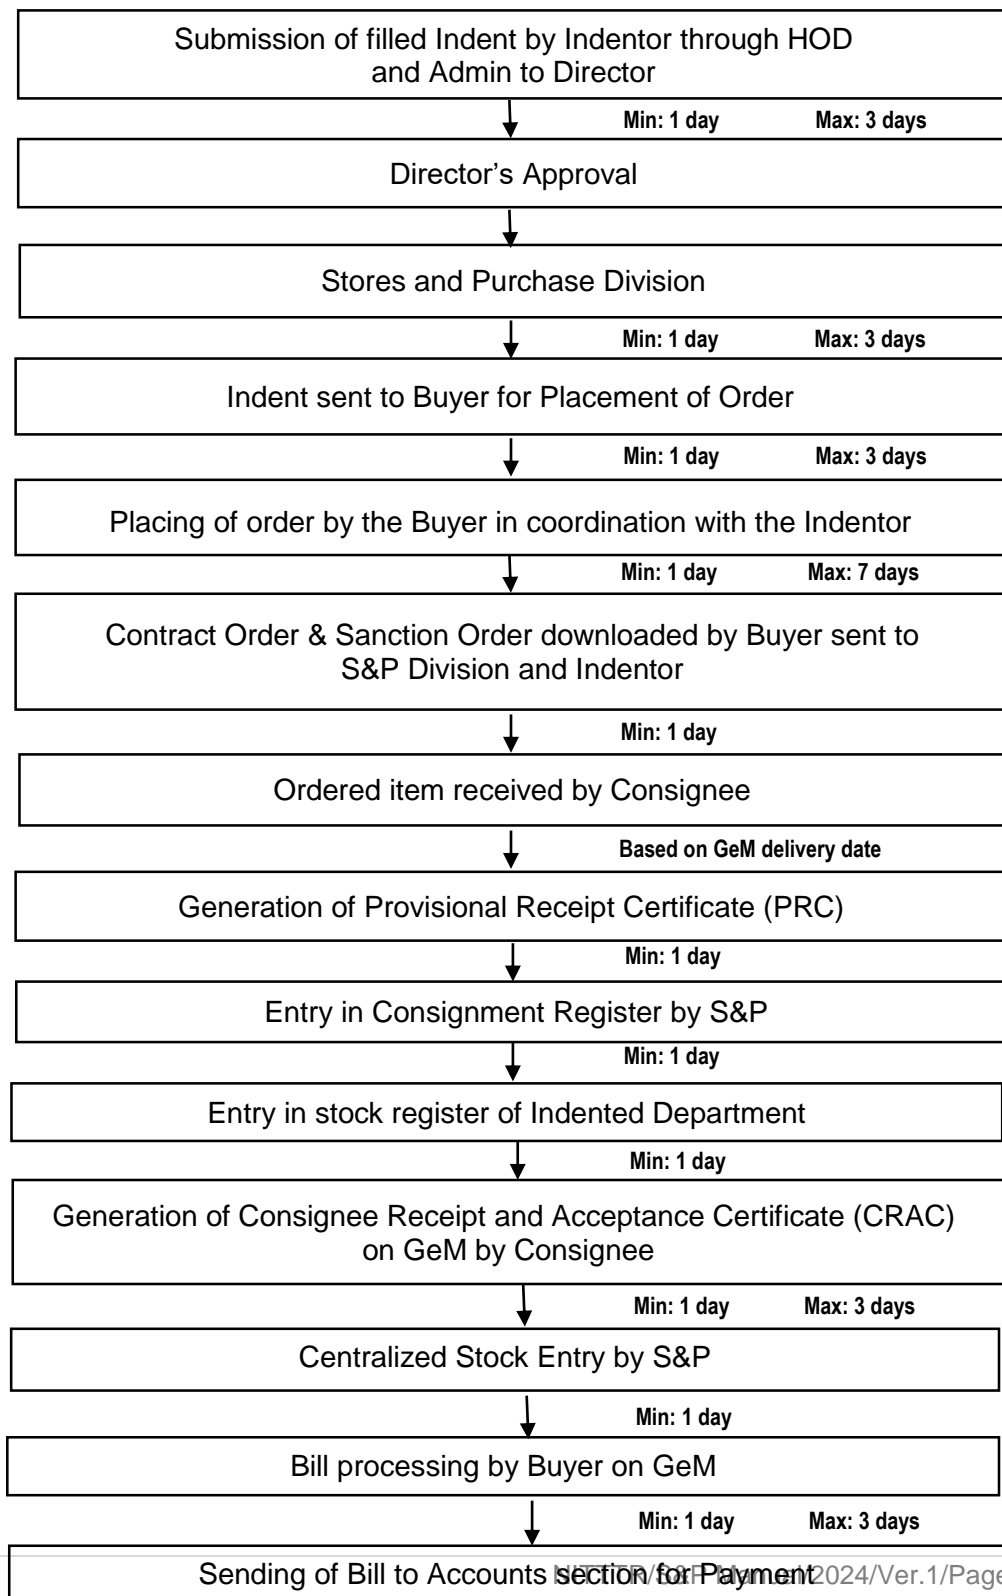 Submission of filled Indent by Indentor through HOD
and Admin to Director
Min: 1 day Max: 3 days
Director’s Approval
Stores and Purchase Division
Min: 1 day Max: 3 days
Indent sent to Buyer for Placement of Order
Min: 1 day Max: 3 days
Placing of order by the Buyer in coordination with the Indentor
Min: 1 day Max: 7 days
Contract Order & Sanction Order downloaded by Buyer sent to
S&P Division and Indentor
Min: 1 day
Ordered item received by Consignee
Based on GeM delivery date
Generation of Provisional Receipt Certificate (PRC)
Min: 1 day
Entry in Consignment Register by S&P
Min: 1 day
Entry in stock register of Indented Department
Min: 1 day
Generation of Consignee Receipt and Acceptance Certificate (CRAC)
on GeM by Consignee
Min: 1 day Max: 3 days
Centralized Stock Entry by S&P
Min: 1 day
Bill processing by Buyer on GeM
Min: 1 day Max: 3 days
Sending of Bill to Accounts section for Payment
NITTTR/S&P Manual/2024/Ver.1/Page